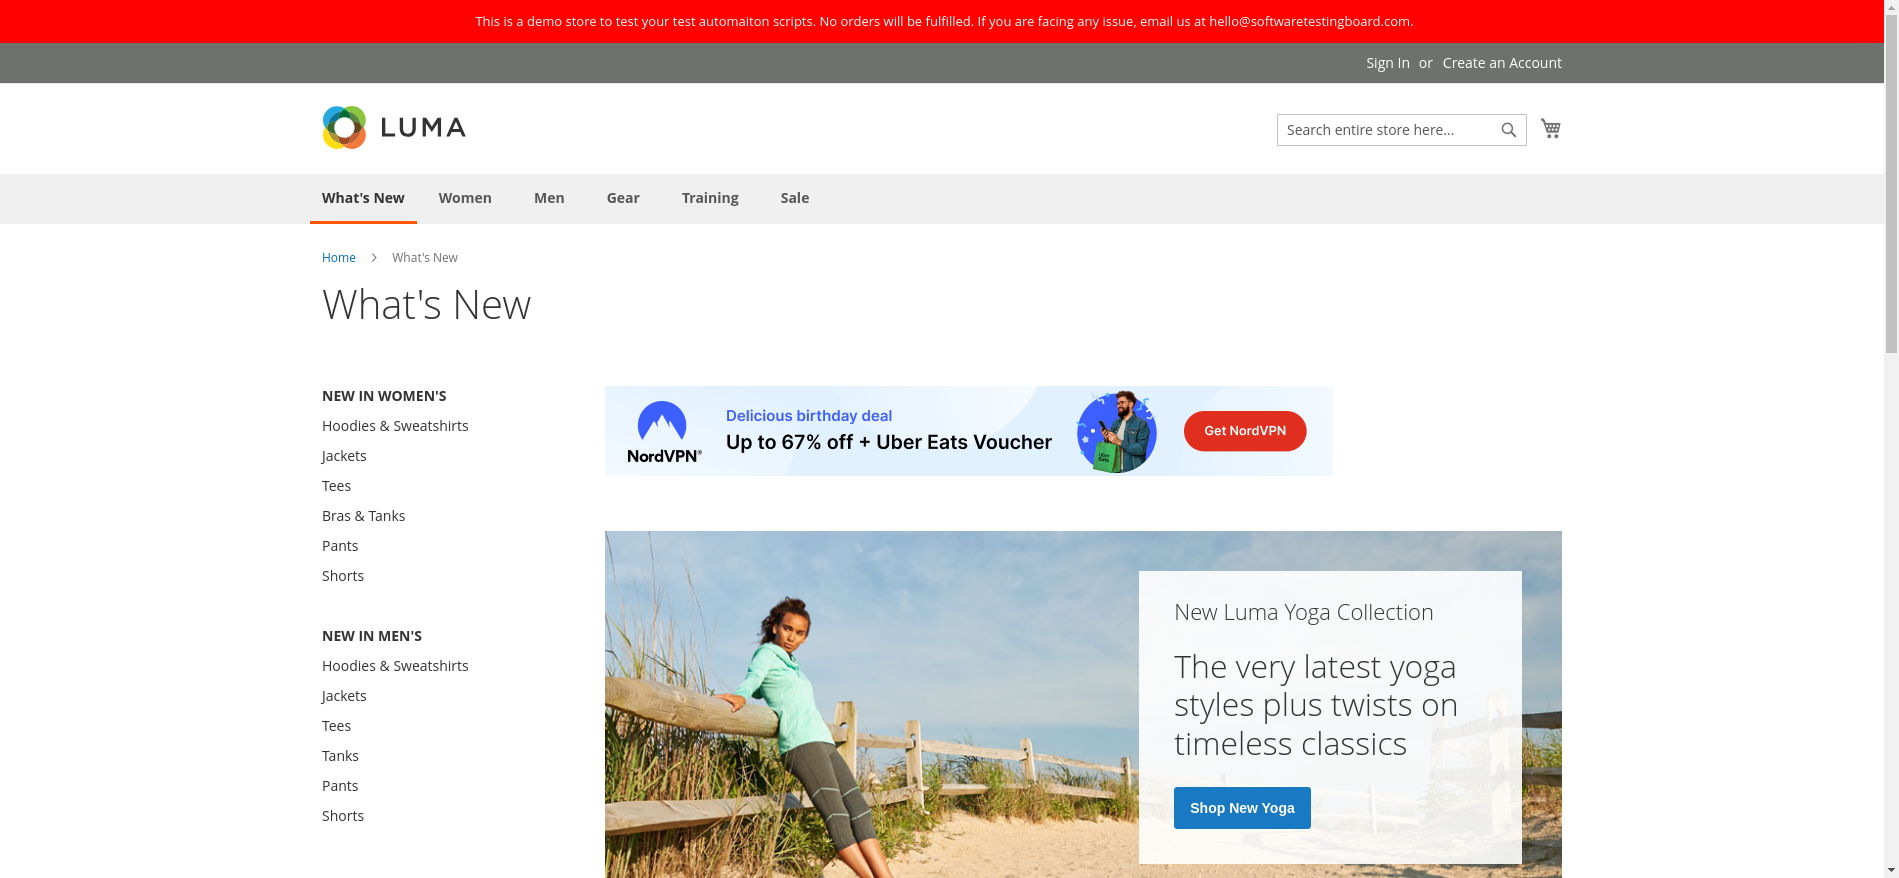 This is a demo store to test your test automaiton scripts. No orders will be fulfilled. If you are facing any issue, email us at hello@softwaretestingboard.com.
Sign In or Create an Account
LUMA
Search entire store here...
What's New Women Men Gear Training Sale
Home What's New
What's New
NEW IN WOMEN'S
Hoodies & Sweatshirts
Jackets
Tees
Bras & Tanks
Pants
Shorts
NEW IN MEN'S
Hoodies & Sweatshirts
Jackets
Tees
Tanks
Pants
Shorts
NordVPN®
Delicious birthday deal
Up to 67% off + Uber Eats Voucher
Uber
Eats
Get NordVPN
New Luma Yoga Collection
The very latest yoga
styles plus twists on
timeless classics
Shop New Yoga